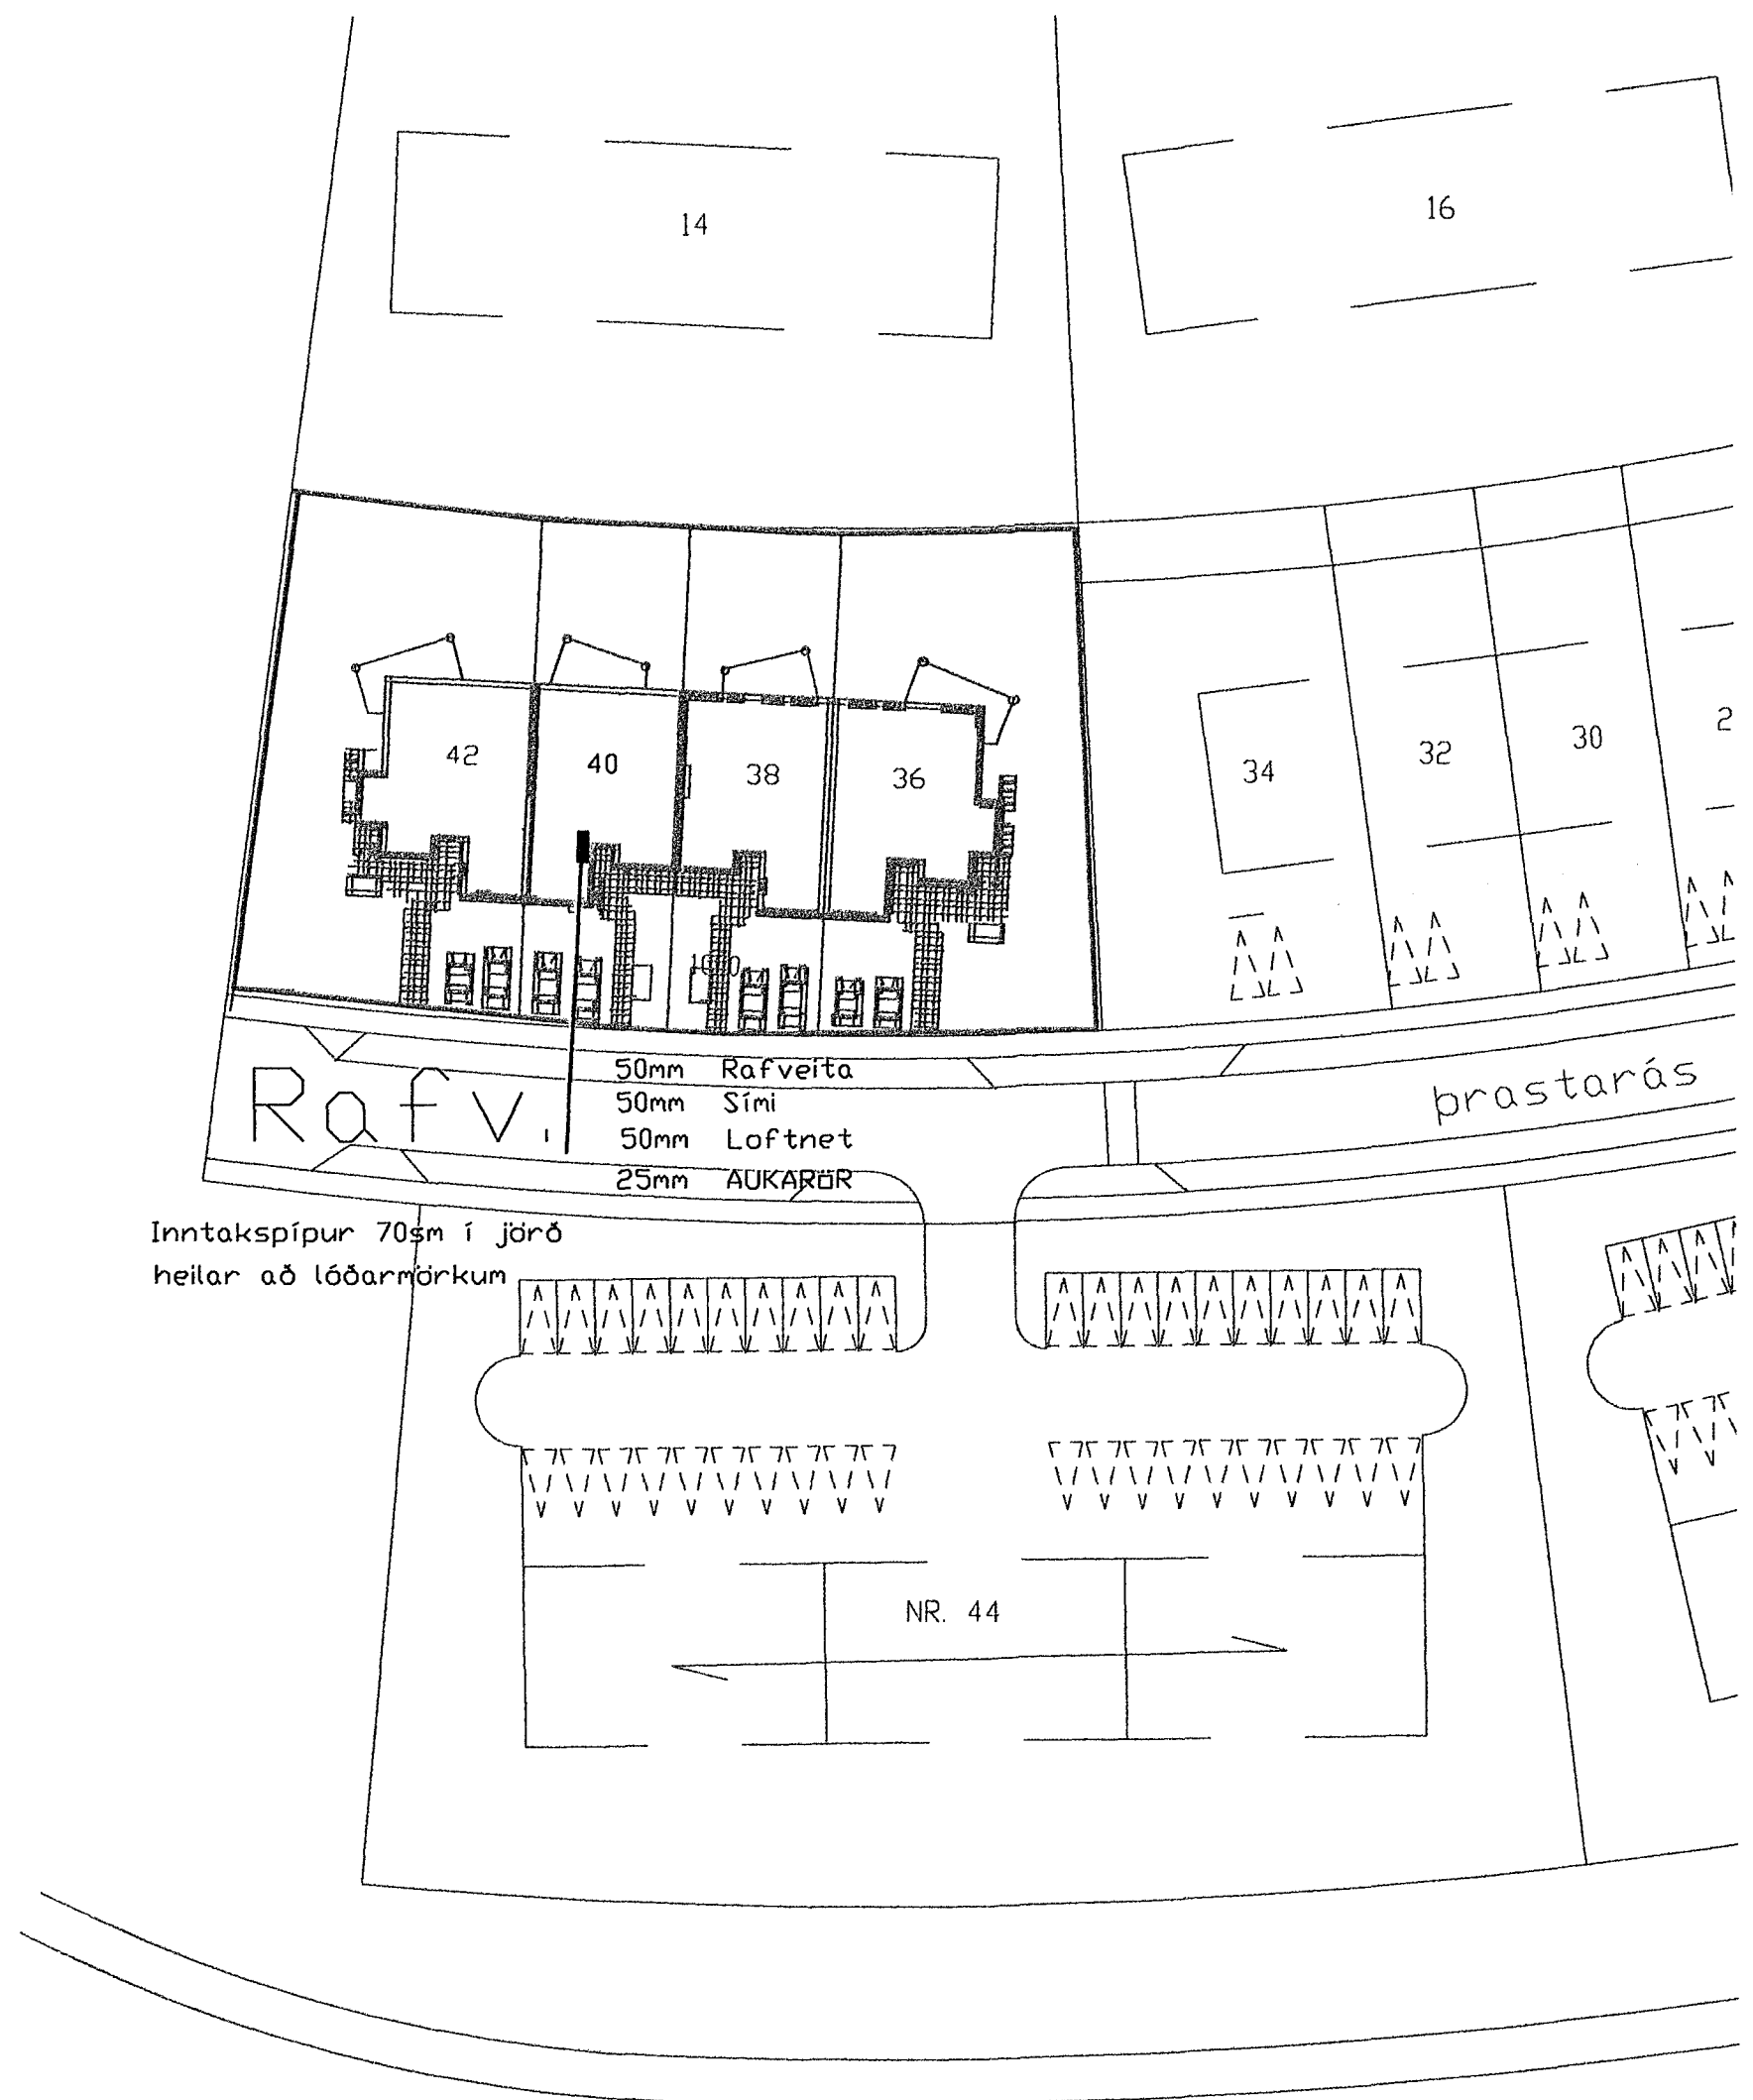 14
16
42
40
38
36
34
32
30
2
50mm Rafveita
50mm Sími
50mm Loftnet
25mm AUKARÖR
Rafv.
þrastarás
Inntakspípur 70sm í jörð
heilar að lóðarmörkum
NR. 44